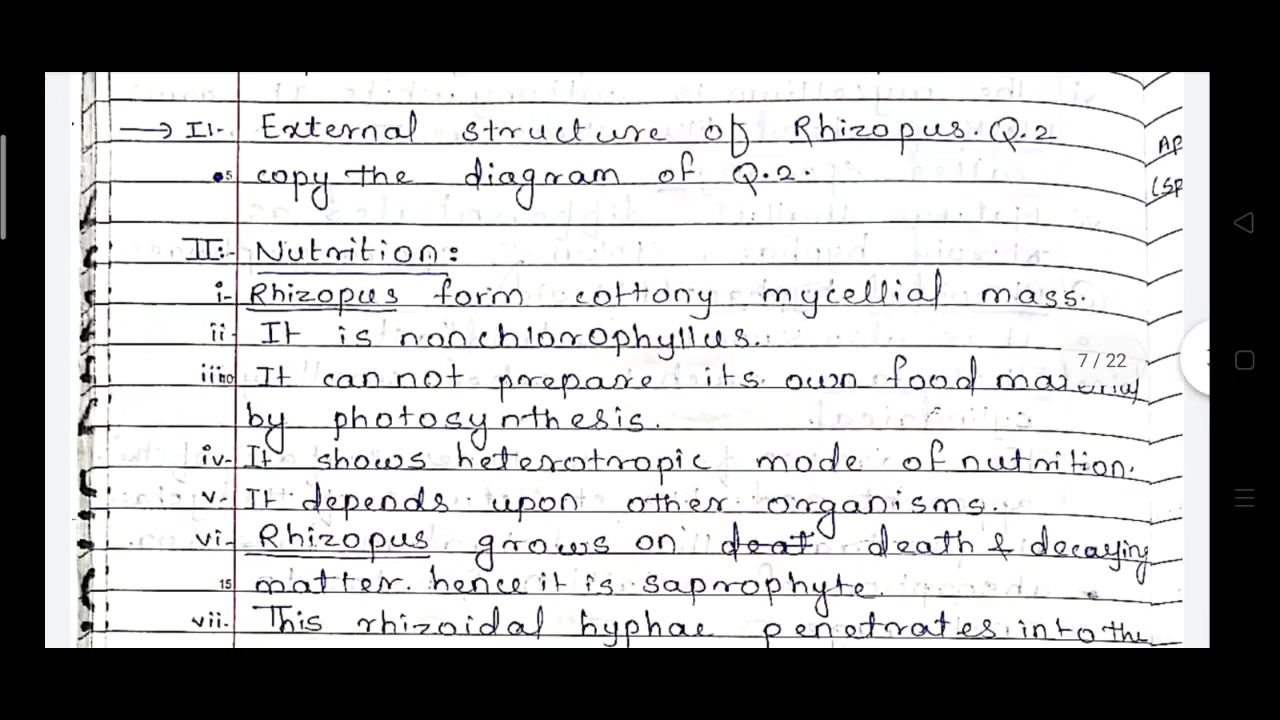 → I- External structure of Rhizopus. Q.2
5 copy the diagram of Q.2.
II:- Nutrition:
i- Rhizopus form cottony mycellial mass.
ii- It is nonchlorophyllus.
7/22
iii- 10 It can not prepare its own food material
by photosynthesis.
iv- It shows heterotropic mode of nutrition.
v- It depends upon other organisms.
vi- Rhizopus grows on deat death & decaying
15 matter. hence it is saprophyte.
vii- This rhizoidal hyphae penetrates into the